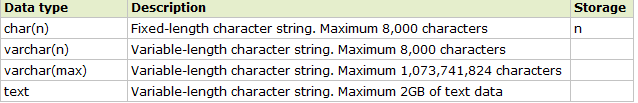 Data type Description Storage
char(n) Fixed-length character string. Maximum 8,000 characters n
varchar(n) Variable-length character string. Maximum 8,000 characters
varchar(max) Variable-length character string. Maximum 1,073,741,824 characters
text Variable-length character string. Maximum 2GB of text data